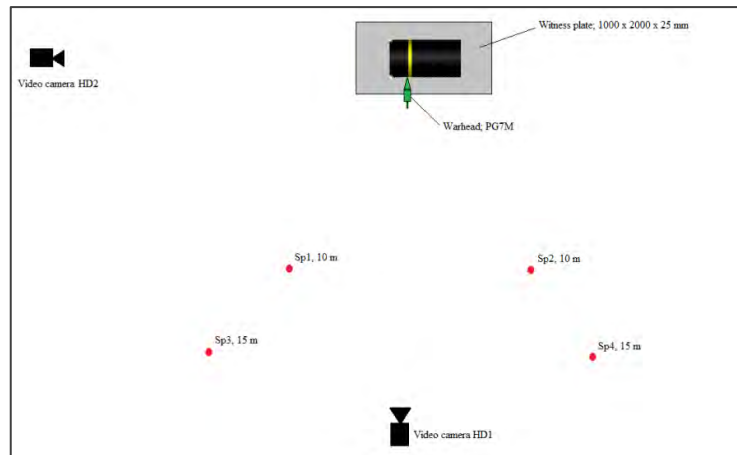 Witness plate; 1000 x 2000 x 25 mm
Video camera HD2
Warhead; PG7M
Sp1, 10 m
Sp2, 10 m
Sp3, 15 m
Sp4, 15 m
Video camera HD1